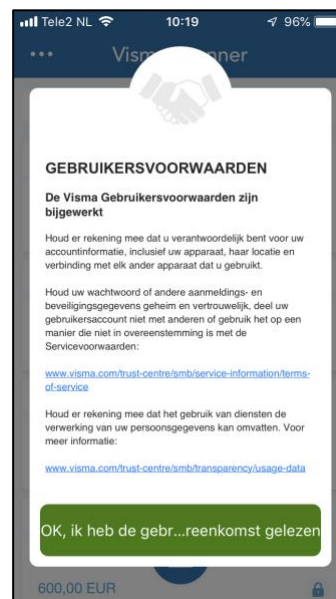 Tele2 NL 10:19 96%
Visma
ner
GEBRUIKERSVOORWAARDEN
De Visma Gebruikersvoorwaarden zijn
bijgewerkt
Houd er rekening mee dat u verantwoordelijk bent voor uw
accountinformatie, inclusief uw apparaat, haar locatie en
verbinding met elk ander apparaat dat u gebruikt.
Houd uw wachtwoord of andere aanmeldings- en
beveiligingsgegevens geheim en vertrouwelijk, deel uw
gebruikersaccount niet met anderen of gebruik het op een
manier die niet in overeenstemming is met de
Servicevoorwaarden:
www.visma.com/trust-centre/smb/service-information/terms-
of-service
Houd er rekening mee dat het gebruik van diensten de
verwerking van uw persoonsgegevens kan omvatten. Voor
meer informatie:
www.visma.com/trust-centre/smb/transparency/usage-data
OK, ik heb de gebr...reenkomst gelezen
600,00 EUR